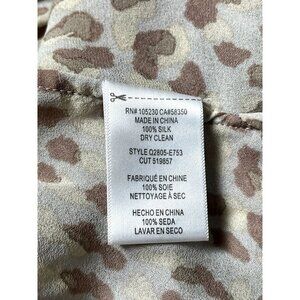 RN# 105230 CA#58350
MADE IN CHINA
100% SILK
DRY CLEAN
STYLE Q2805-E753
CUT 519857
FABRIQUÉ EN CHINE
100% SOIE
NETTOYAGE À SEC
HECHO EN CHINA
100% SEDA
LAVAR EN SECO